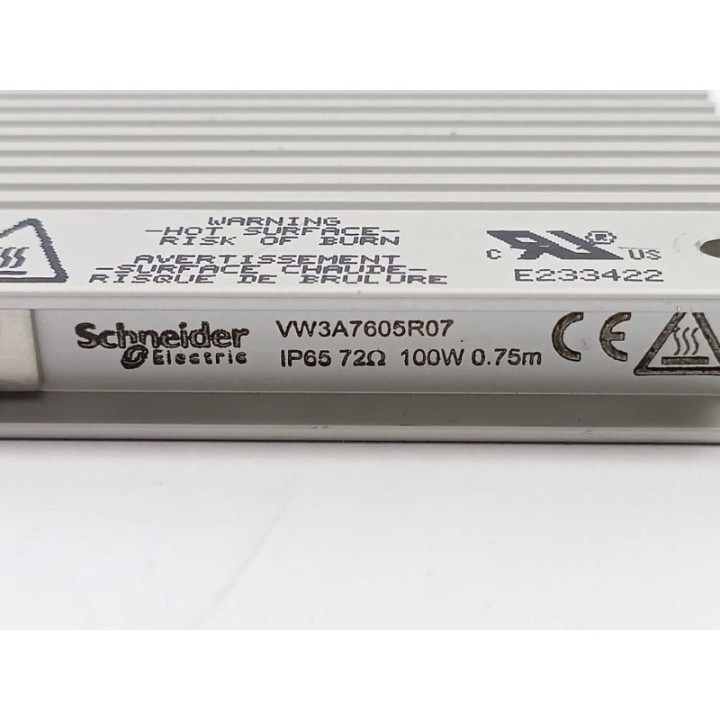 WARNING
-HOT SURFACE-
RISK OF BURN
AVERTISSEMENT
-SURFACE CHAUDE-
RISQUE DE BRULURE
c RU ® US
E233422
Schneider
Electric
VW3A7605R07
IP65 72Ω 100W 0.75m
CE